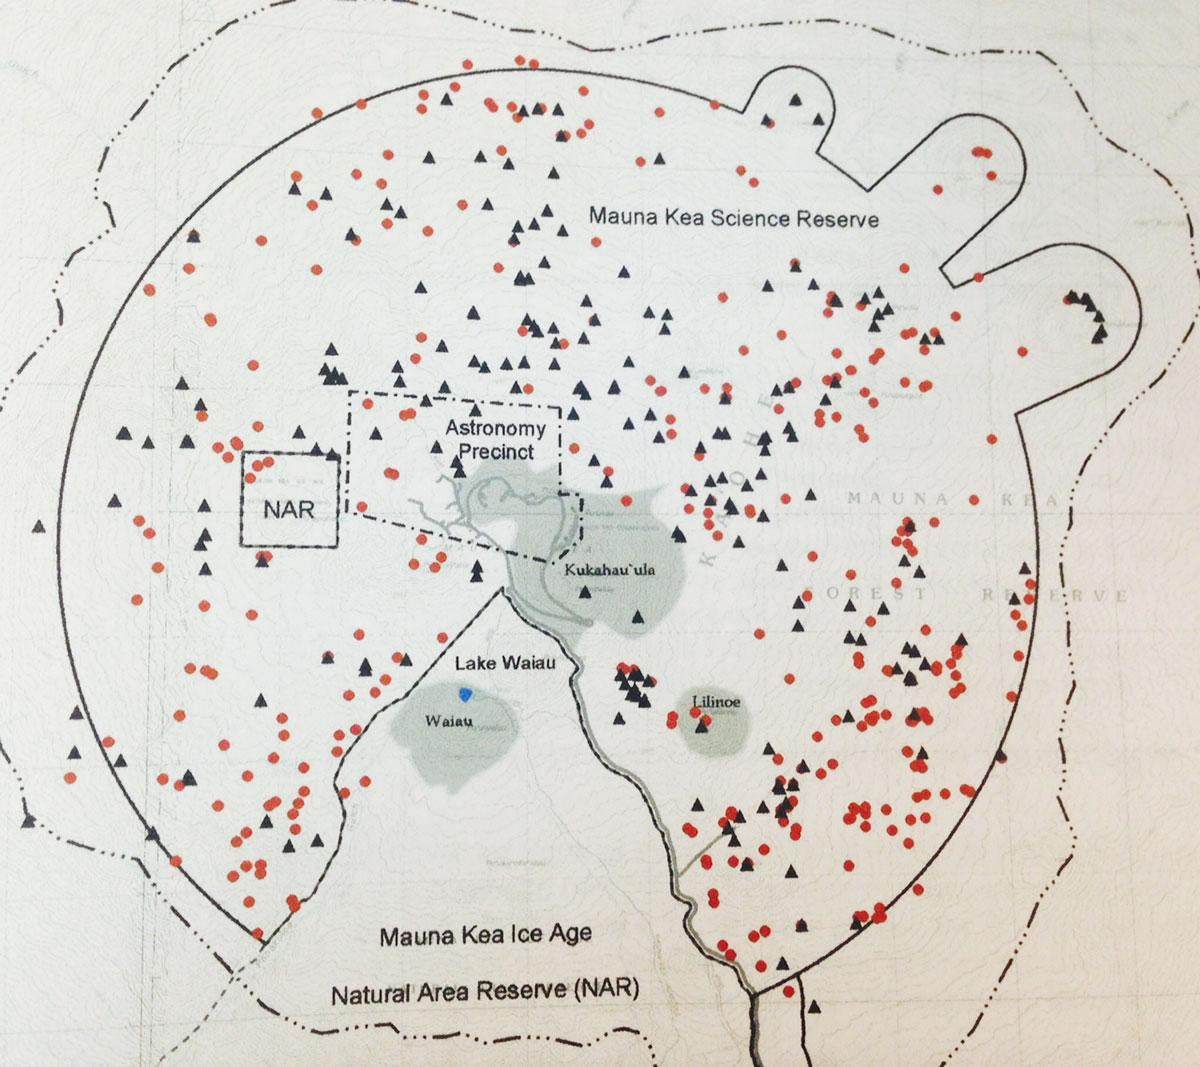 Mauna Kea Science Reserve
Astronomy
Precinct
KAOHE
MAUNA KEA
NAR
Kukahau`ula
FOREST RESERVE
Lake Waiau
Lilinoe
Waiau
Mauna Kea Ice Age
Natural Area Reserve (NAR)